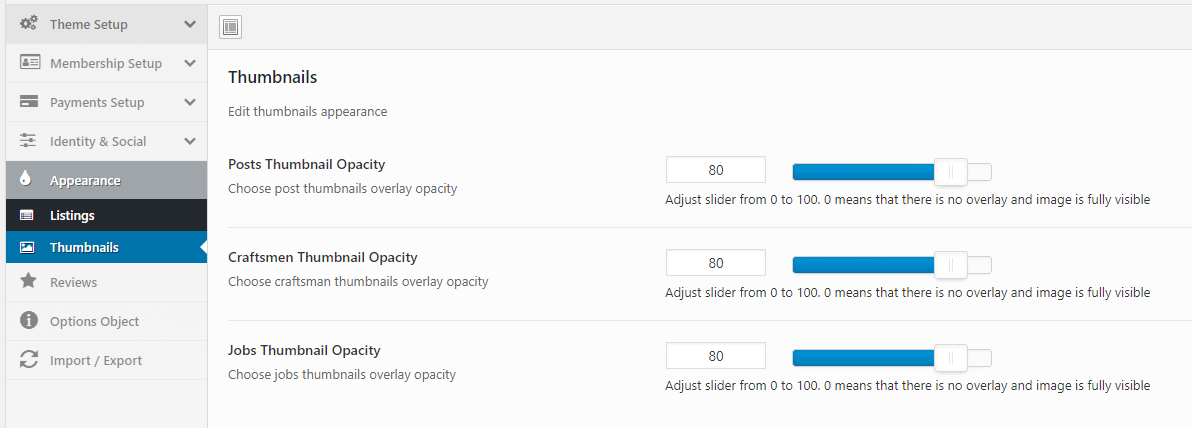 Theme Setup
Membership Setup
Payments Setup
Identity & Social
Appearance
Listings
Thumbnails
Reviews
Options Object
Import / Export
Thumbnails
Edit thumbnails appearance
Posts Thumbnail Opacity
Choose post thumbnails overlay opacity
80
Adjust slider from 0 to 100. 0 means that there is no overlay and image is fully visible
Craftsmen Thumbnail Opacity
Choose craftsman thumbnails overlay opacity
80
Adjust slider from 0 to 100. 0 means that there is no overlay and image is fully visible
Jobs Thumbnail Opacity
Choose jobs thumbnails overlay opacity
80
Adjust slider from 0 to 100. 0 means that there is no overlay and image is fully visible